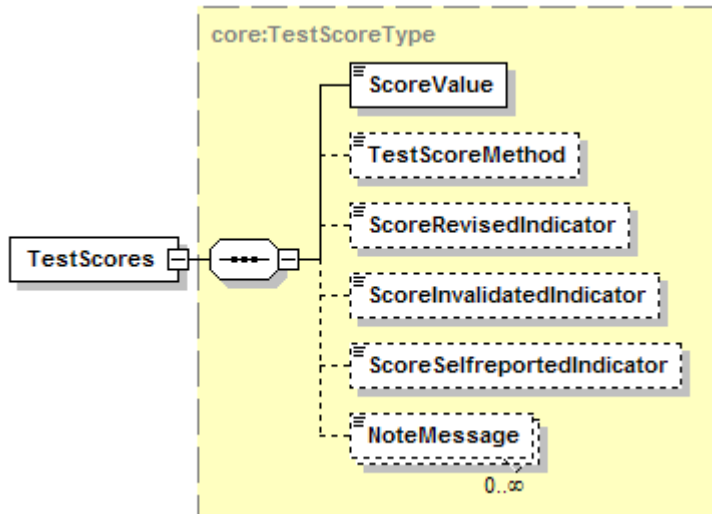 core:TestScoreType
ScoreValue
TestScoreMethod
ScoreRevisedIndicator
TestScores
ScoreInvalidatedIndicator
ScoreSelfreportedIndicator
NoteMessage
0..∞